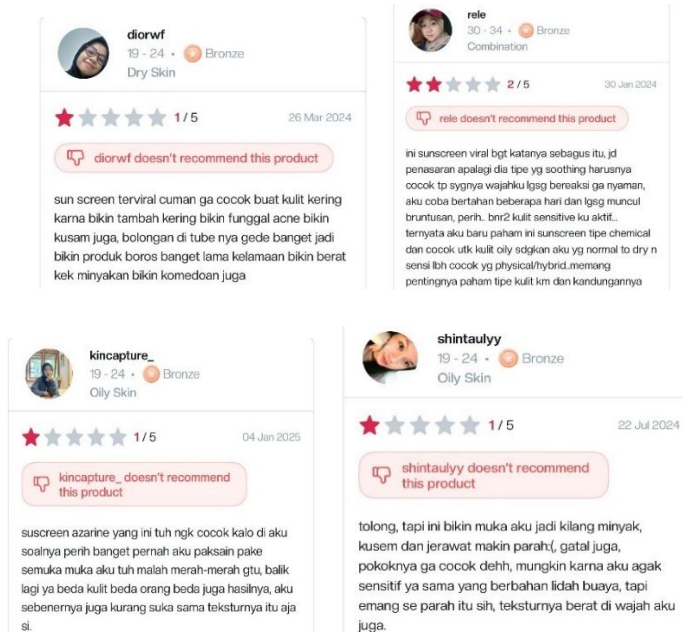 diorwf
19 - 24 • Bronze
Dry Skin
1/5
26 Mar 2024
diorwf doesn't recommend this product
sun screen terviral cuman ga cocok buat kulit kering
karna bikin tambah kering bikin funggal acne bikin
kusam juga, bolongan di tube nya gede banget jadi
bikin produk boros banget lama kelamaan bikin berat
kek minyakan bikin komedoan juga
rele
30 - 34 • Bronze
Combination
2/5
30 Jan 2024
rele doesn't recommend this product
ini sunscreen viral bgt katanya sebagus itu, jd
penasaran apalagi dia tipe yg soothing harusnya
cocok tp sygnya wajahku lgsg bereaksi ga nyaman,
aku coba bertahan beberapa hari dan lgsg muncul
bruntusan, perih.. bnr2 kulit sensitive ku aktif...
ternyata aku baru paham ini sunscreen tipe chemical
dan cocok utk kulit oily sdgkan aku yg normal to dry n
sensi lbh cocok yg physical/hybrid..memang
pentingnya paham tipe kulit km dan kandungannya
kincapture_
19 - 24 • Bronze
Oily Skin
1/5
04 Jan 2025
kincapture_ doesn't recommend
this product
suscreen azarine yang ini tuh ngk cocok kalo di aku
soalnya perih banget pernah aku paksain pake
semuka muka aku tuh malah merah-merah gtu, balik
lagi ya beda kulit beda orang beda juga hasilnya, aku
sebenernya juga kurang suka sama teksturnya itu aja
si.
shintaulyy
19 - 24 • Bronze
Oily Skin
1/5
22 Jul 2024
shintaulyy doesn't recommend
this product
tolong, tapi ini bikin muka aku jadi kilang minyak,
kusem dan jerawat makin parah:(, gatal juga,
pokoknya ga cocok dehh, mungkin karna aku agak
sensitif ya sama yang berbahan lidah buaya, tapi
emang se parah itu sih, teksturnya berat di wajah aku
juga.